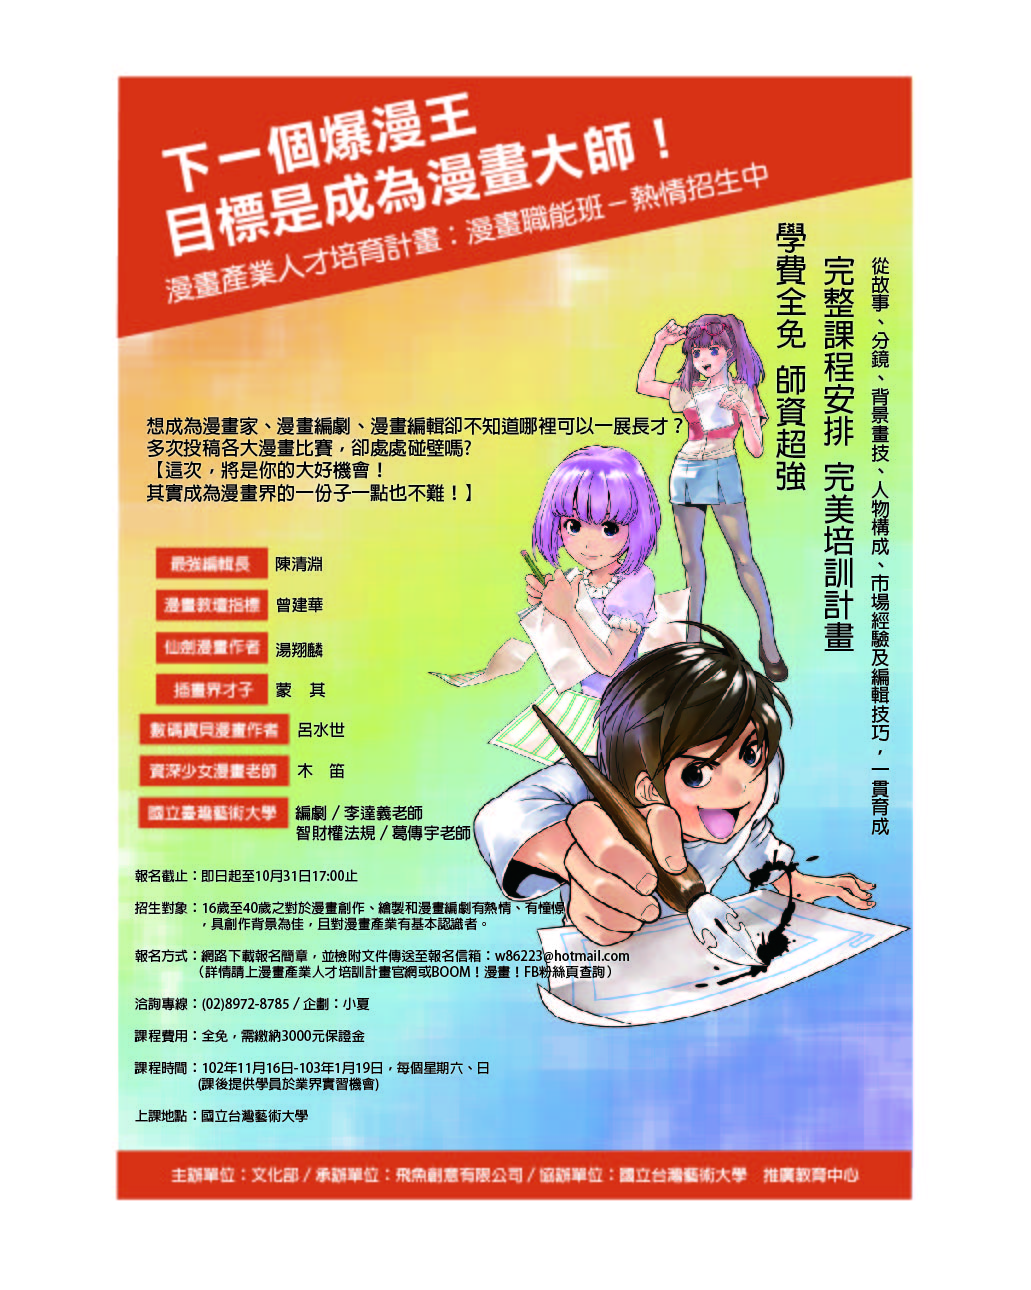 下一個爆漫王
目標是成為漫畫大師！
漫畫產業人才培育計畫：漫畫職能班－熱情招生中
從故事、分鏡、背景畫技、人物構成、市場經驗及編輯技巧，一貫育成
完整課程安排 完美培訓計畫
學費全免 師資超強
想成為漫畫家、漫畫編劇、漫畫編輯卻不知道哪裡可以一展長才？
多次投稿各大漫畫比賽，卻處處碰壁嗎?
【這次，將是你的大好機會！
其實成為漫畫界的一份子一點也不難！】
最強編輯長 陳清淵
漫畫教壇指標 曾建華
仙劍漫畫作者 湯翔麟
插畫界才子 蒙　其
數碼寶貝漫畫作者 呂水世
資深少女漫畫老師 木　笛
國立臺灣藝術大學 編劇 / 李達義老師
智財權法規 / 葛傳宇老師
報名截止：即日起至10月31日17:00止
招生對象：16歲至40歲之對於漫畫創作、繪製和漫畫編劇有熱情、有憧憬
，具創作背景為佳，且對漫畫產業有基本認識者。
報名方式：網路下載報名簡章，並檢附文件傳送至報名信箱：w86223@hotmail.com
（詳情請上漫畫產業人才培訓計畫官網或BOOM！漫畫！FB粉絲頁查詢）
洽詢專線：(02)8972-8785 / 企劃：小夏
課程費用：全免，需繳納3000元保證金
課程時間：102年11月16日-103年1月19日，每個星期六、日
(課後提供學員於業界實習機會)
上課地點：國立台灣藝術大學
主辦單位：文化部 / 承辦單位：飛魚創意有限公司 / 協辦單位：國立台灣藝術大學　推廣教育中心